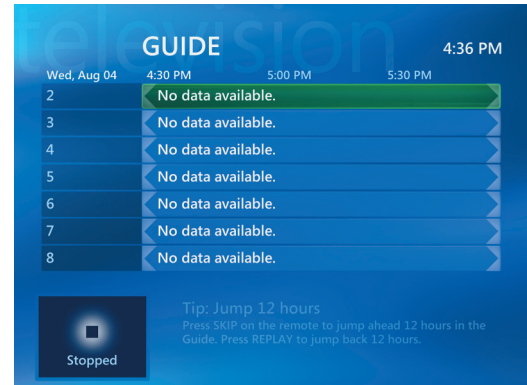 television
GUIDE
4:36 PM
Wed, Aug 04 4:30 PM 5:00 PM 5:30 PM
2 No data available.
3 No data available.
4 No data available.
5 No data available.
6 No data available.
7 No data available.
8 No data available.
Tip: Jump 12 hours
Press SKIP on the remote to jump ahead 12 hours in the
Guide. Press REPLAY to jump back 12 hours.
Stopped